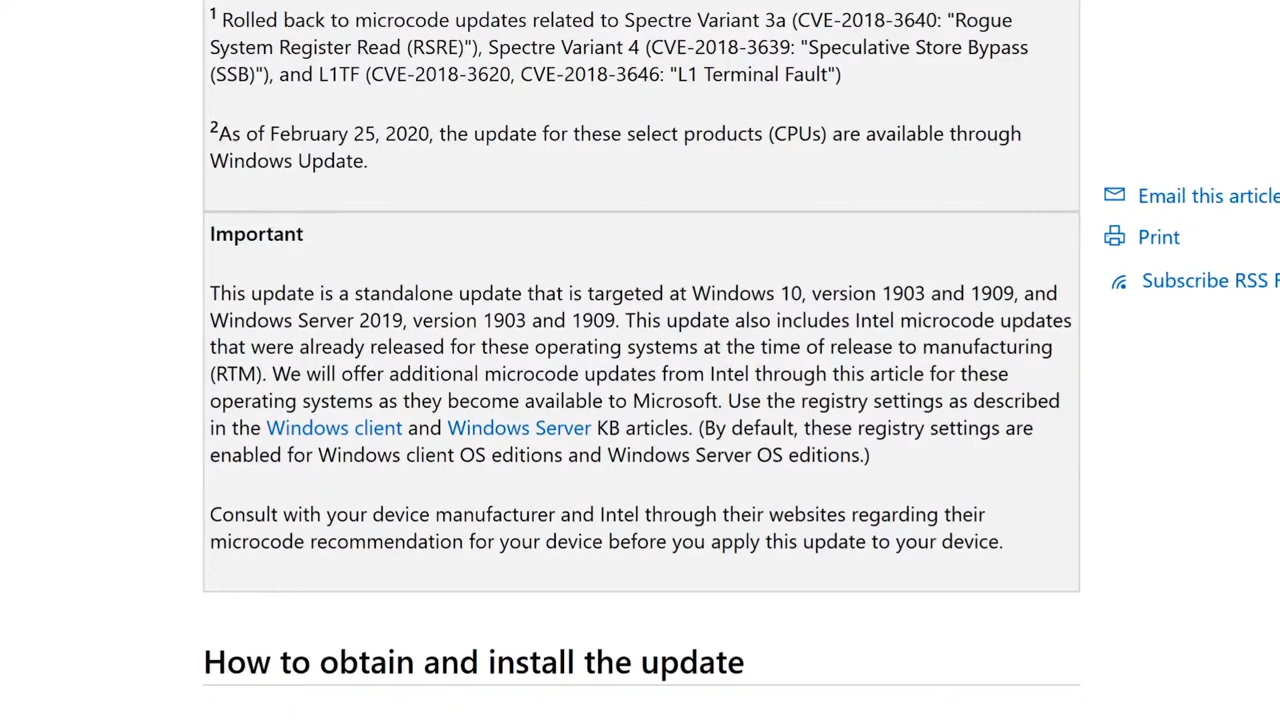 1 Rolled back to microcode updates related to Spectre Variant 3a (CVE-2018-3640: "Rogue
System Register Read (RSRE)"), Spectre Variant 4 (CVE-2018-3639: "Speculative Store Bypass
(SSB)"), and L1TF (CVE-2018-3620, CVE-2018-3646: "L1 Terminal Fault")
2As of February 25, 2020, the update for these select products (CPUs) are available through
Windows Update.
Important
This update is a standalone update that is targeted at Windows 10, version 1903 and 1909, and
Windows Server 2019, version 1903 and 1909. This update also includes Intel microcode updates
that were already released for these operating systems at the time of release to manufacturing
(RTM). We will offer additional microcode updates from Intel through this article for these
operating systems as they become available to Microsoft. Use the registry settings as described
in the Windows client and Windows Server KB articles. (By default, these registry settings are
enabled for Windows client OS editions and Windows Server OS editions.)
Consult with your device manufacturer and Intel through their websites regarding their
microcode recommendation for your device before you apply this update to your device.
How to obtain and install the update
Email this article
Print
Subscribe RSS F